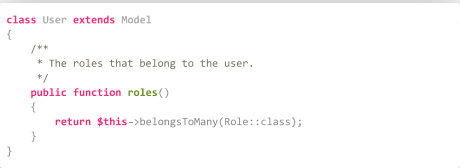 class User extends Model
{
    /**
     * The roles that belong to the user.
     */
    public function roles()
    {
        return $this->belongsToMany(Role::class);
    }
}